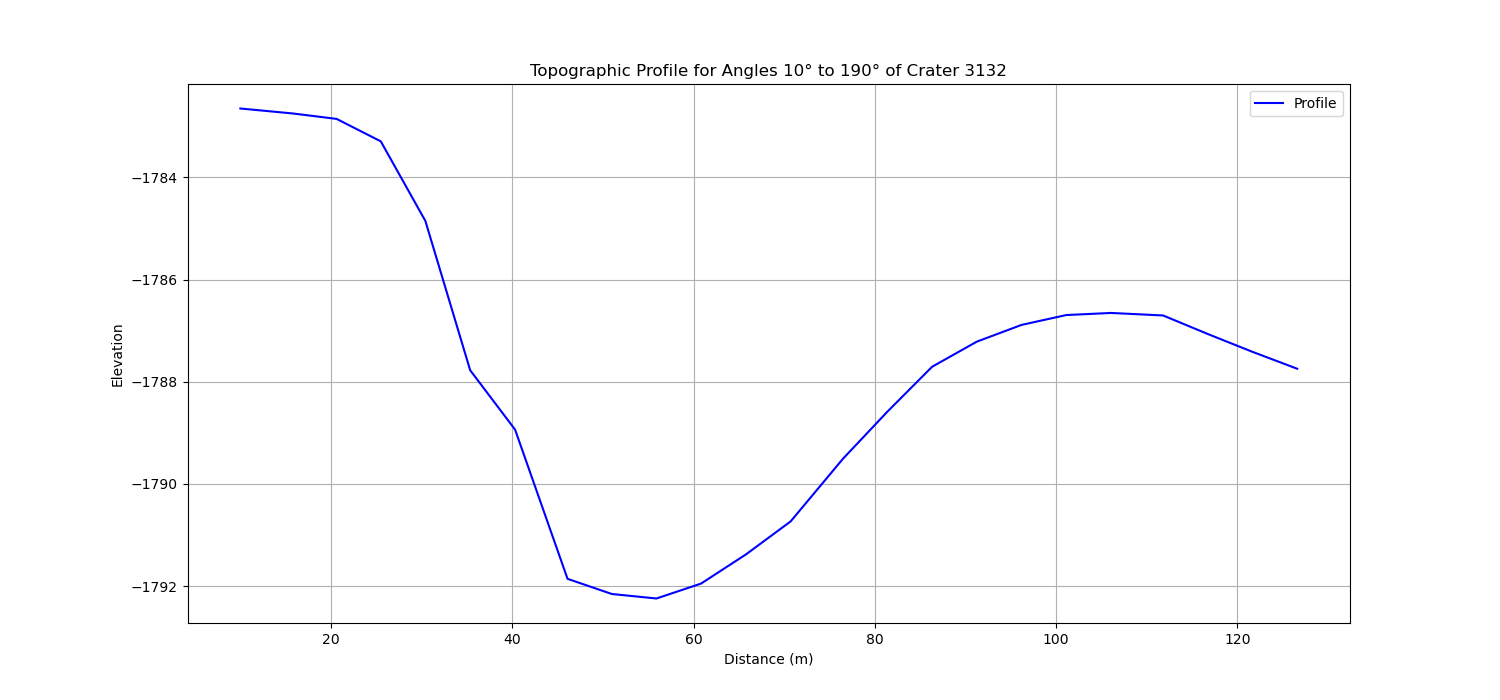 Topographic Profile for Angles 10° to 190° of Crater 3132
Profile
−1784
−1786
−1788
−1790
−1792
Elevation
20 40 60 80 100 120
Distance (m)